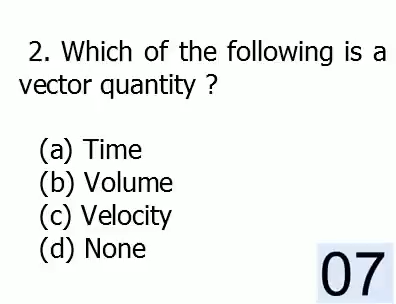 2. Which of the following is a
vector quantity ?
(a) Time
(b) Volume
(c) Velocity
(d) None
07